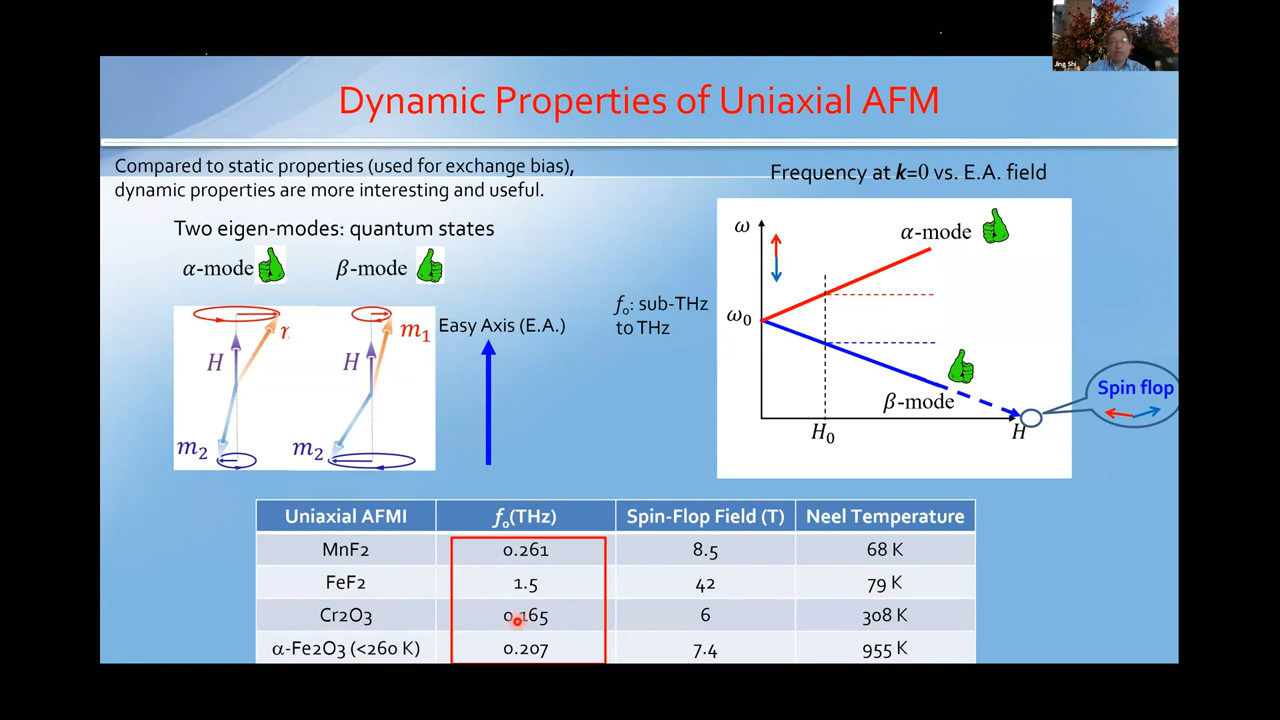 Jing Shi
Dynamic Properties of Uniaxial AFM
Compared to static properties (used for exchange bias),
dynamic properties are more interesting and useful.
Two eigen-modes: quantum states
α-mode
β-mode
H
m₂
m₁
H
m₂
Easy Axis (E.A.)
fₒ: sub-THz
to THz
Frequency at k=0 vs. E.A. field
ω
α-mode
ω₀
β-mode
H₀
H
Spin flop
Uniaxial AFMI fₒ(THz) Spin-Flop Field (T) Neel Temperature
MnF2 0.261 8.5 68 K
FeF2 1.5 42 79 K
Cr2O3 0.165 6 308 K
α-Fe2O3 (<260 K) 0.207 7.4 955 K